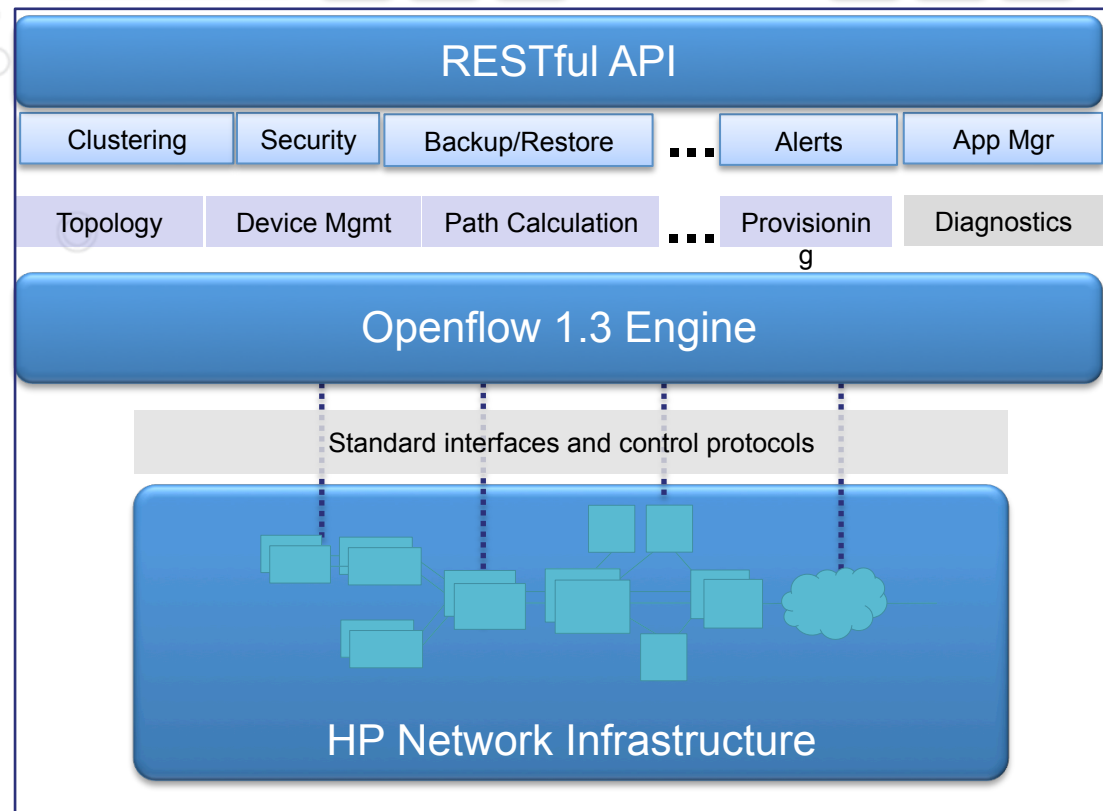 RESTful API
Clustering Security Backup/Restore ... Alerts App Mgr
Topology Device Mgmt Path Calculation ... Provisionin
g
Diagnostics
Openflow 1.3 Engine
Standard interfaces and control protocols
HP Network Infrastructure